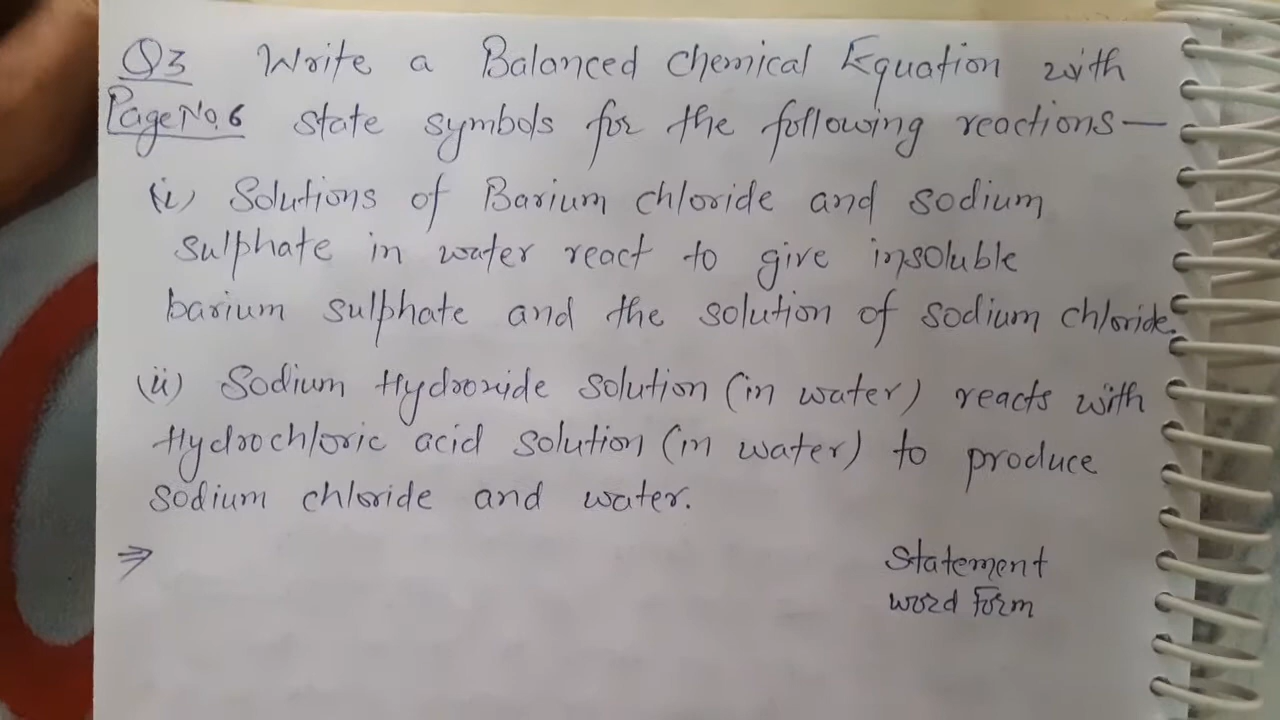 Q3 Write a Balanced Chemical Equation with
Page No. 6 state symbols for the following reactions—
(i) Solutions of Barium chloride and sodium
sulphate in water react to give insoluble
barium sulphate and the solution of sodium chloride.
(ii) Sodium Hydroxide solution (in water) reacts with
Hydrochloric acid solution (in water) to produce
sodium chloride and water.
⇒ Statement
word Form